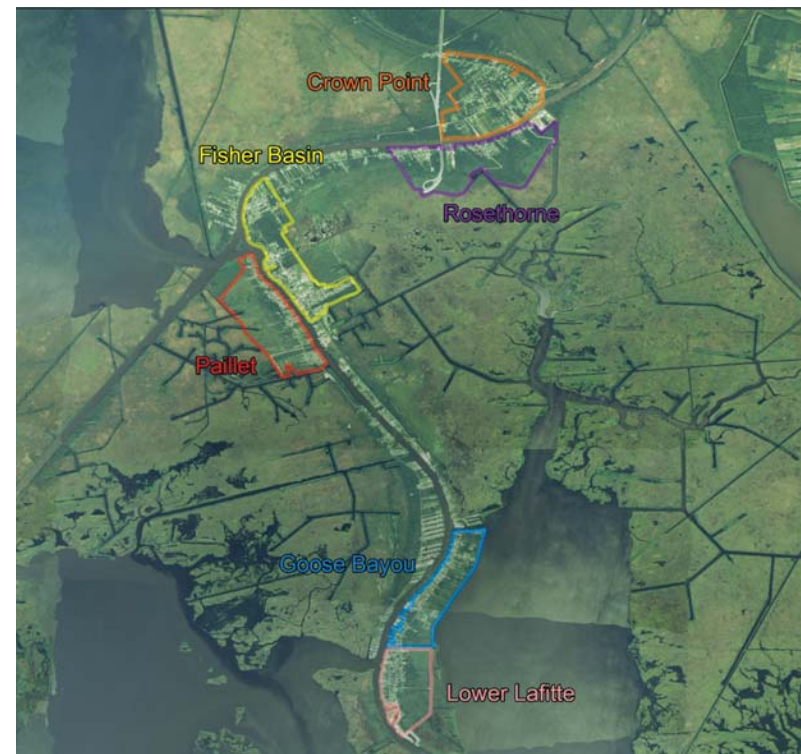 Crown Point
Fisher Basin
Rosethorne
Paillet
Goose Bayou
Lower Lafitte